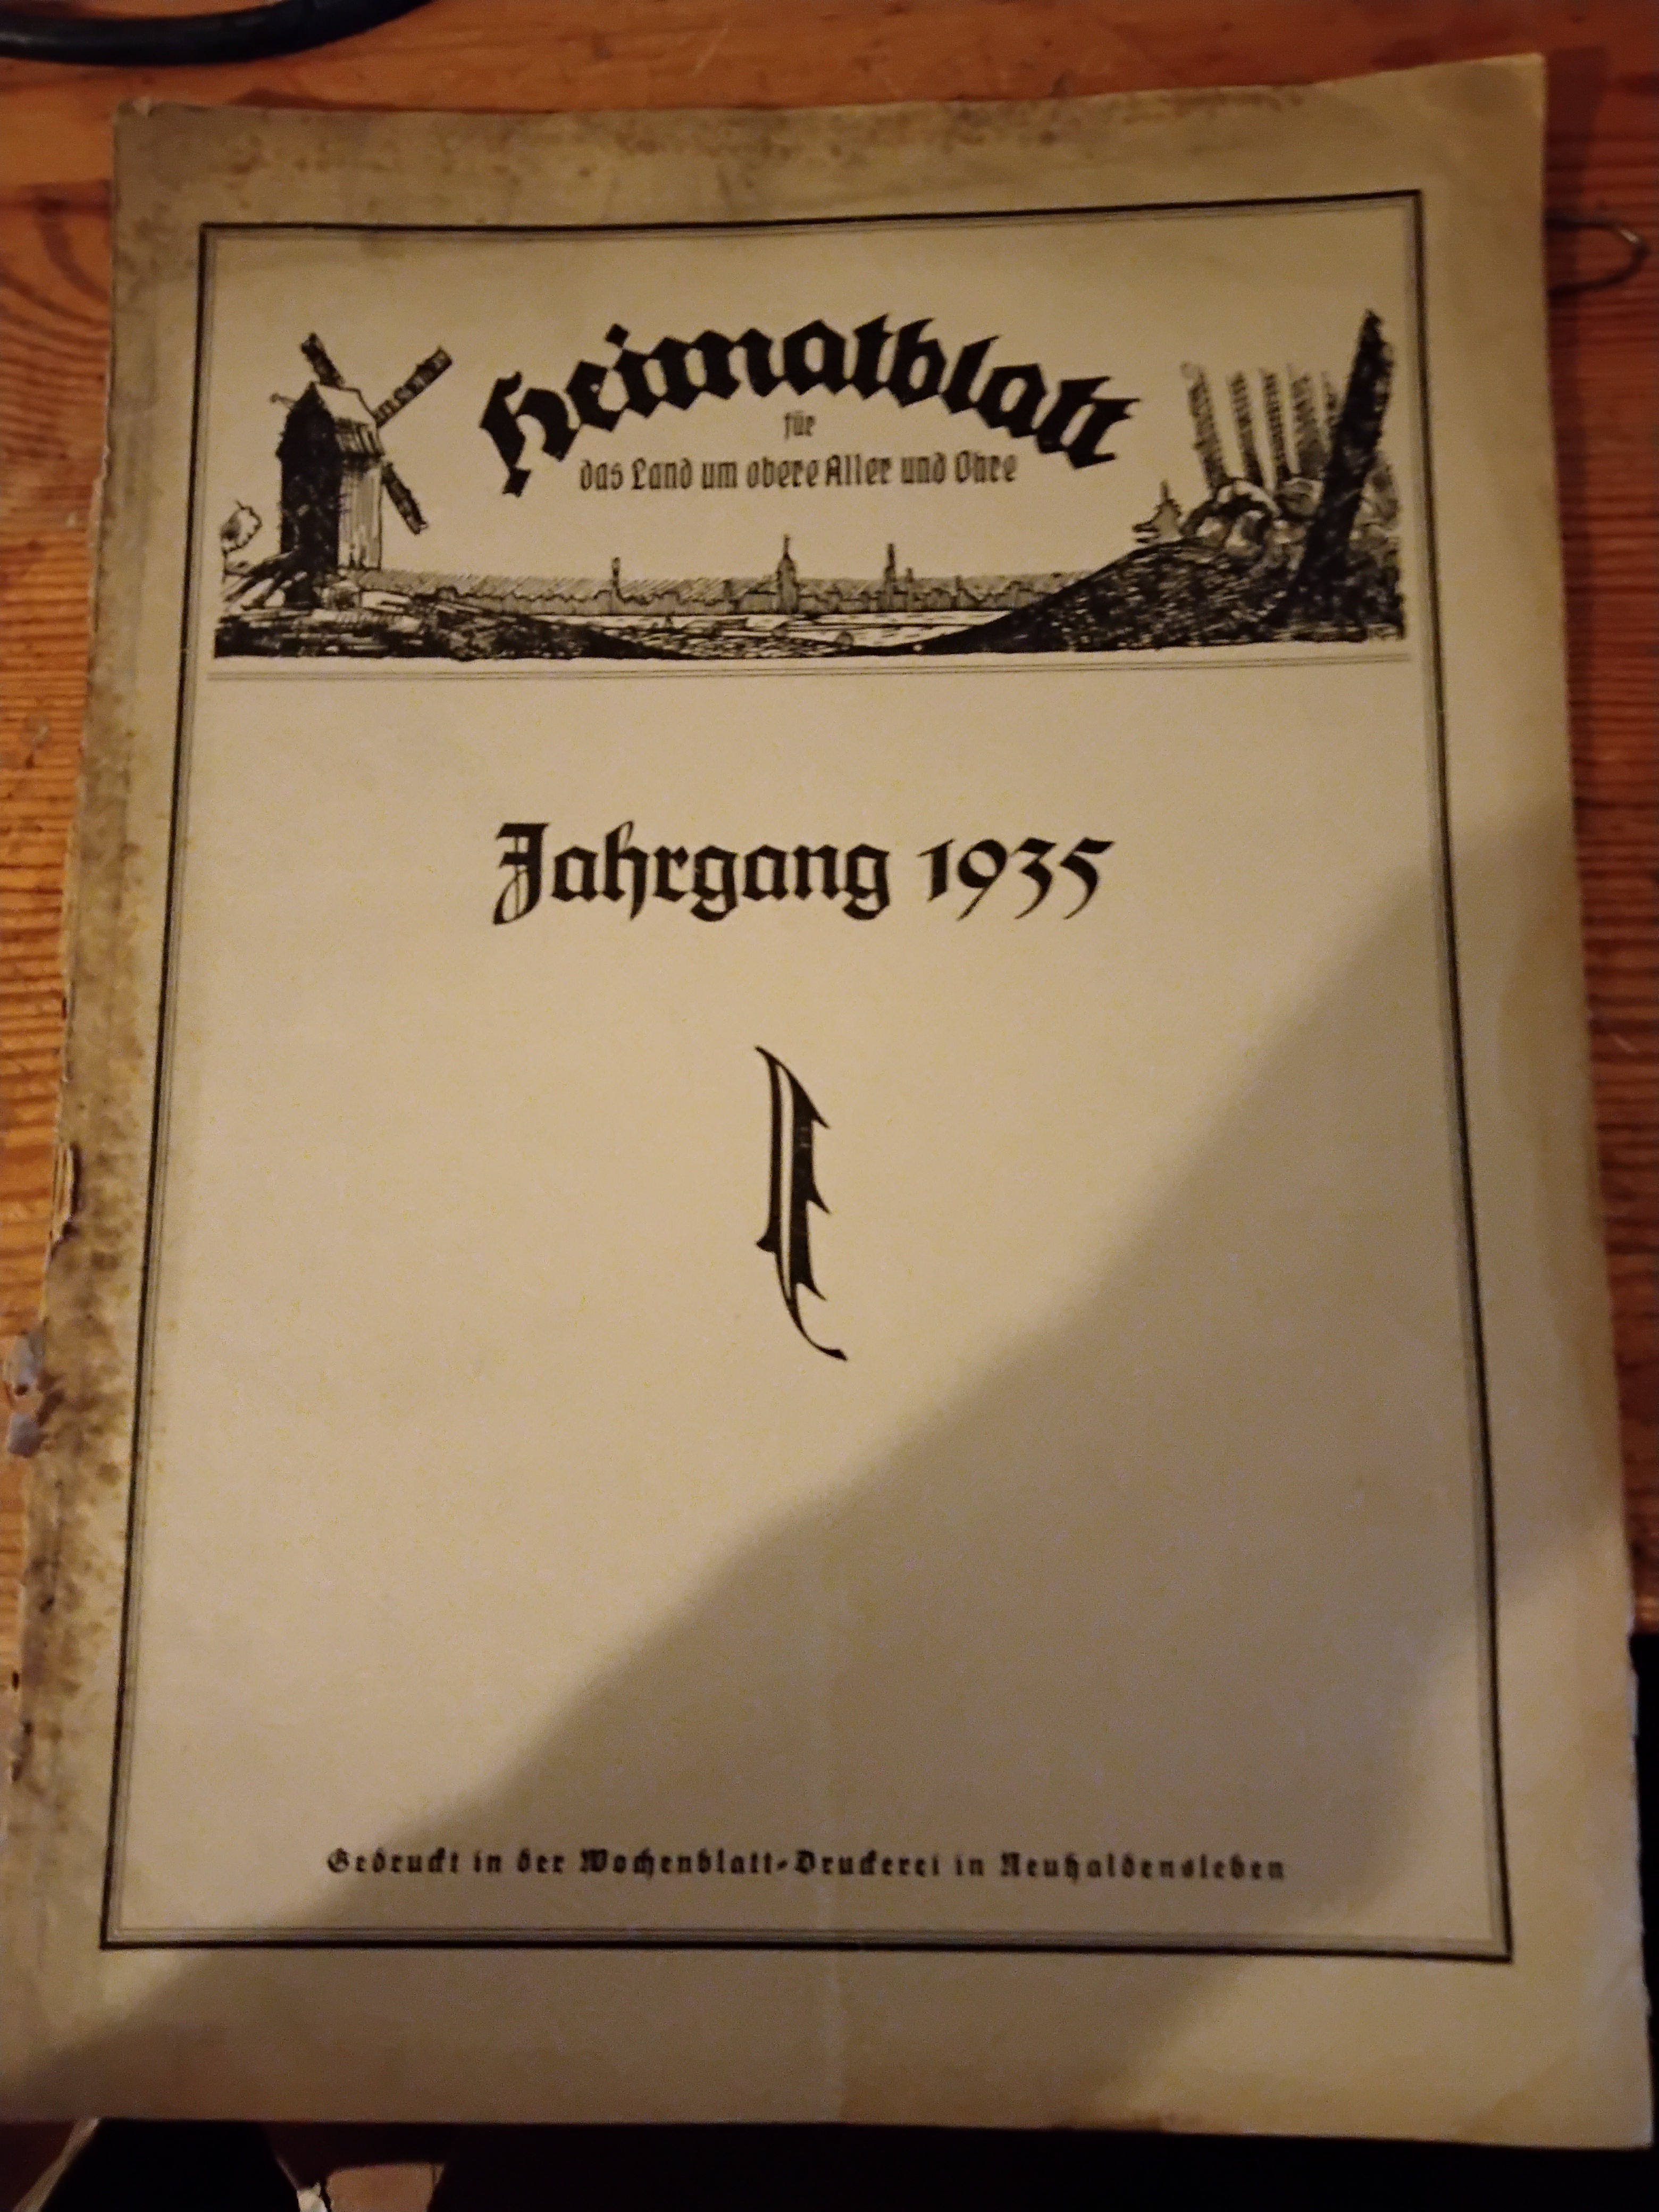 Heimatblatt
für
das Land um obere Aller und Ohre
Jahrgang 1935
Gedruckt in der Wochenblatt-Druckerei in Neuhaldensleben